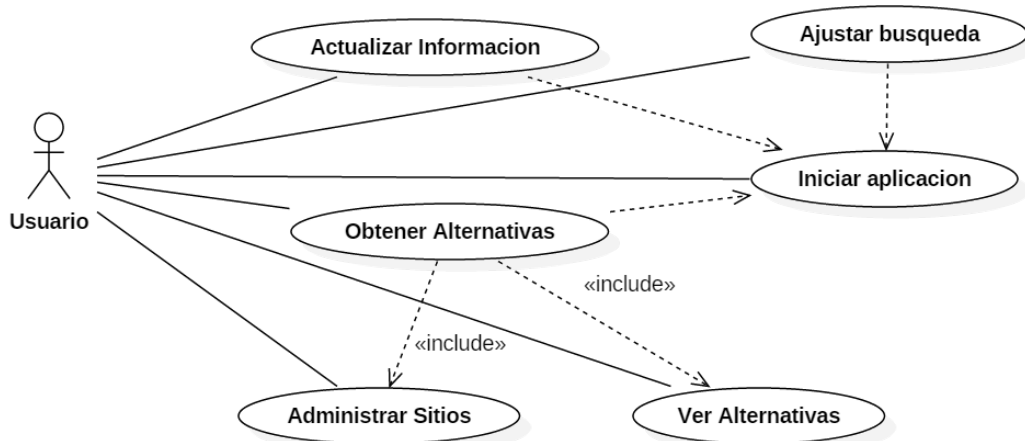 Actualizar Informacion
Ajustar busqueda
Iniciar aplicacion
Usuario
Obtener Alternativas
«include»
«include»
Administrar Sitios
Ver Alternativas